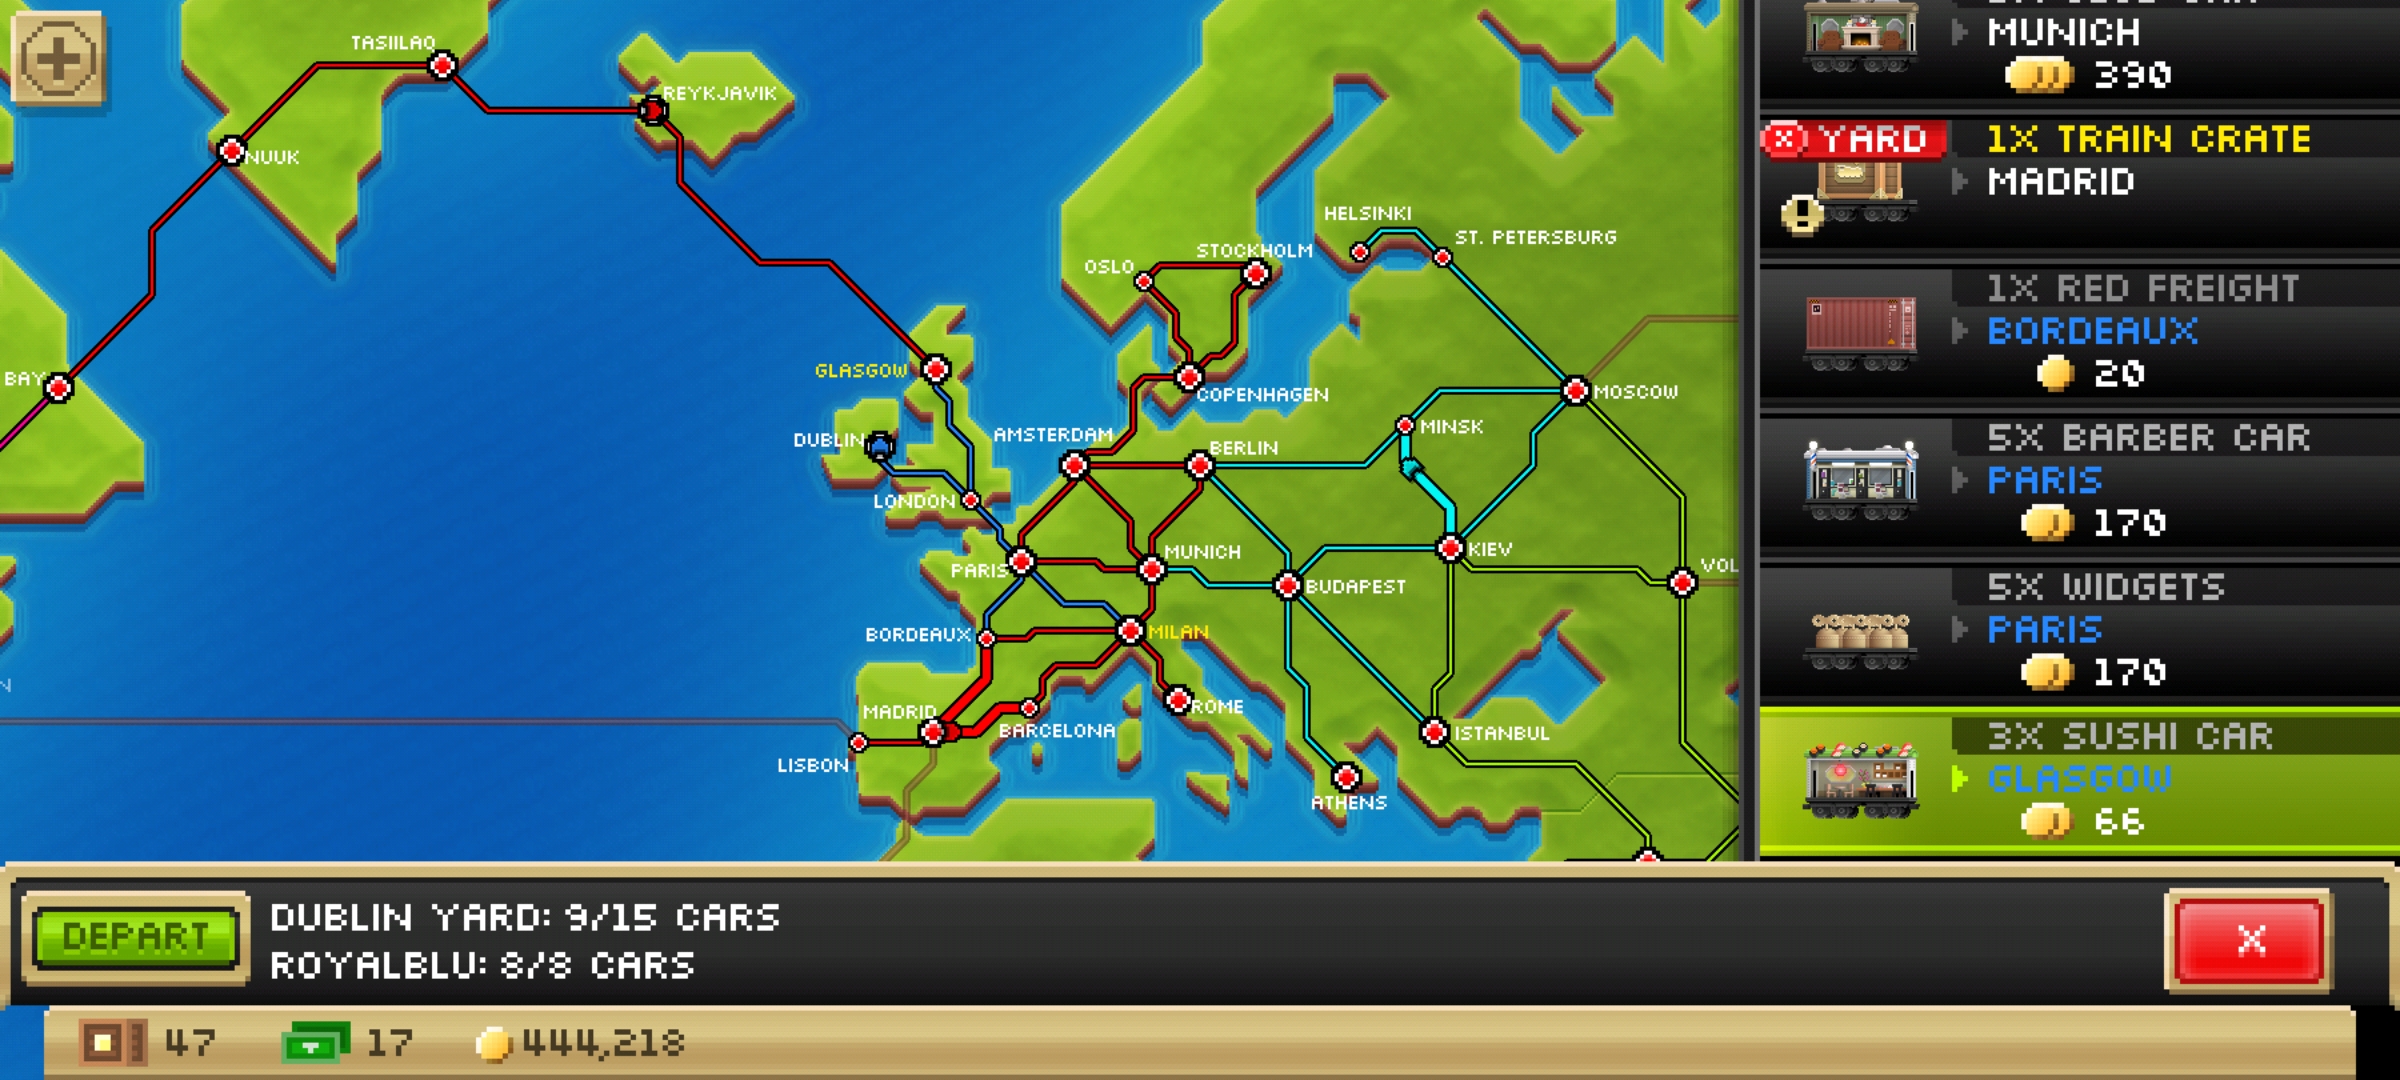 TASIILAQ
REYKJAVIK
NUUK
BAY
HELSINKI
ST. PETERSBURG
STOCKHOLM
OSLO
GLASGOW
COPENHAGEN
MOSCOW
MINSK
DUBLIN
AMSTERDAM
BERLIN
LONDON
MUNICH
KIEV
PARIS
VOL
BUDAPEST
BORDEAUX
MILAN
N
MADRID
ROME
BARCELONA
ISTANBUL
LISBON
ATHENS
MUNICH
390
YARD
1X TRAIN CRATE
MADRID
1X RED FREIGHT
BORDEAUX
20
5X BARBER CAR
PARIS
170
5X WIDGETS
PARIS
170
3X SUSHI CAR
GLASGOW
66
DEPART
DUBLIN YARD: 9/15 CARS
ROYALBLU: 8/8 CARS
X
47
17
444,218